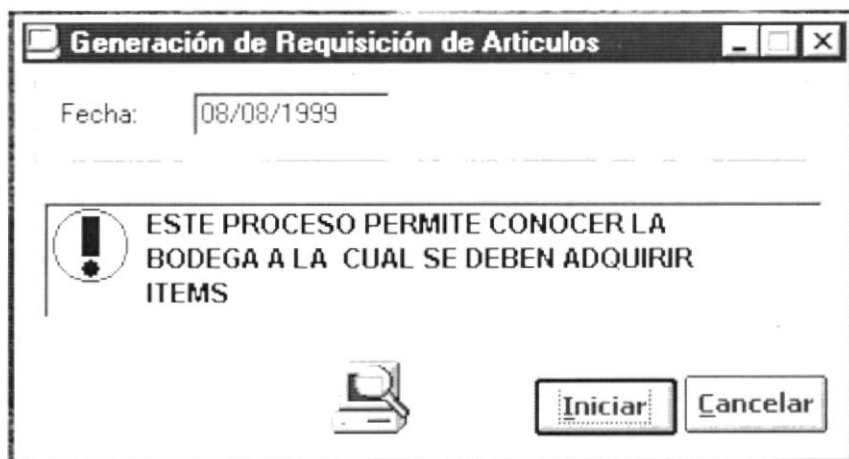 Generación de Requisición de Articulos
Fecha: 08/08/1999
ESTE PROCESO PERMITE CONOCER LA
BODEGA A LA CUAL SE DEBEN ADQUIRIR
ITEMS
Iniciar Cancelar